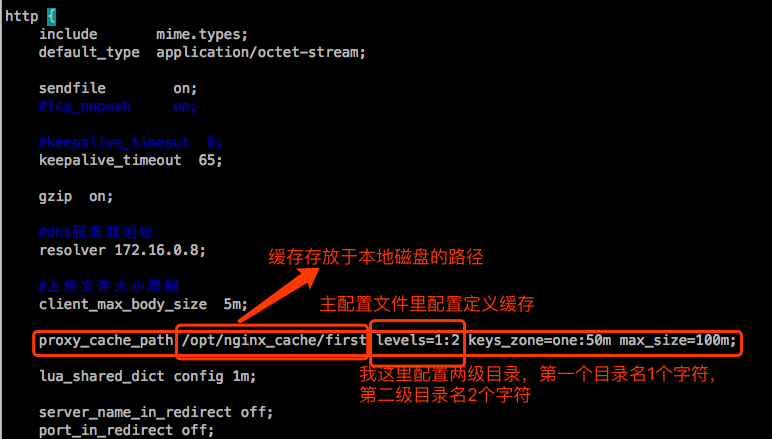 http {
include mime.types;
default_type application/octet-stream;
sendfile on;
#tcp_nopush on;
#keepalive_timeout 0;
keepalive_timeout 65;
gzip on;
#dns服务器地址
resolver 172.16.0.8;
缓存存放于本地磁盘的路径
#上传文件大小限制
client_max_body_size 5m;
主配置文件里配置定义缓存
proxy_cache_path /opt/nginx_cache/first levels=1:2 keys_zone=one:50m max_size=100m;
lua_shared_dict config 1m;
我这里配置两级目录，第一个目录名1个字符，
第二级目录名2个字符
server_name_in_redirect off;
port_in_redirect off;